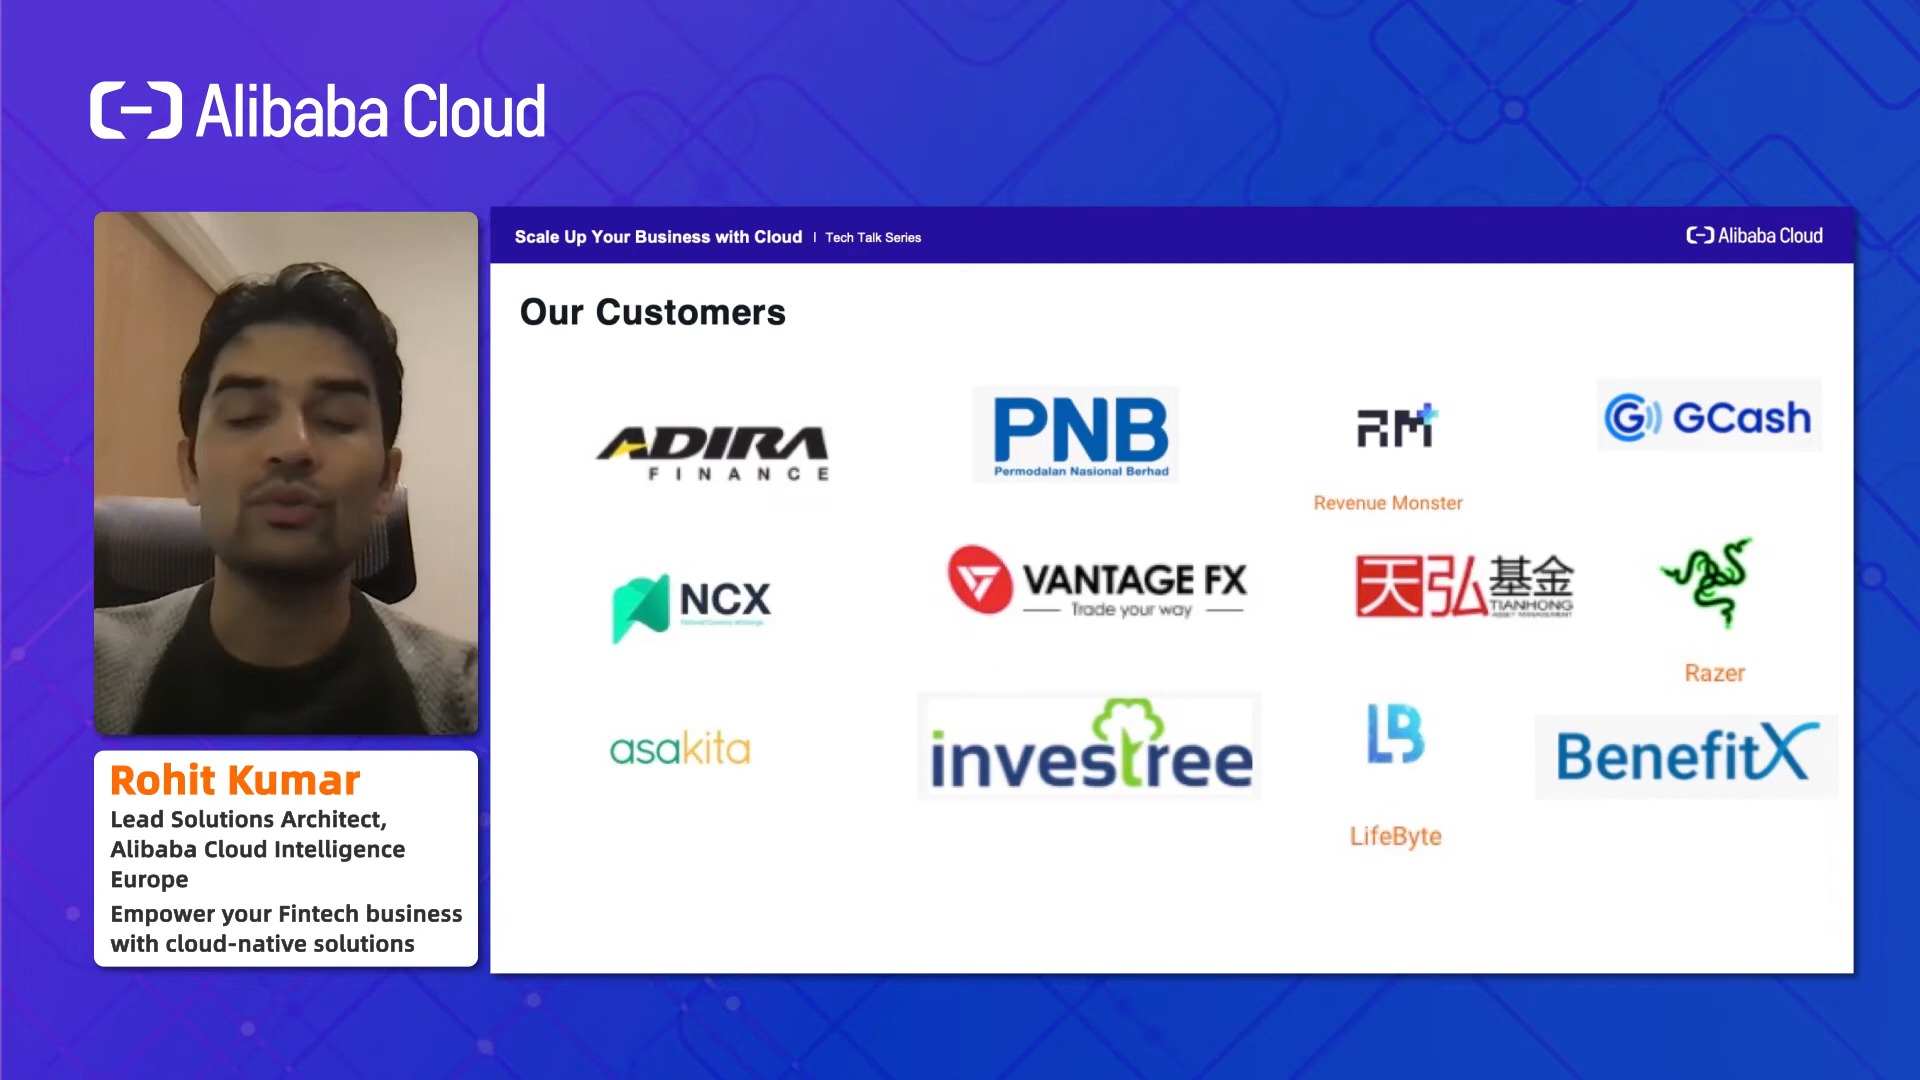 Alibaba Cloud
Scale Up Your Business with Cloud | Tech Talk Series
Alibaba Cloud
Our Customers
ADIRA
FINANCE
PNB
Permodalan Nasional Berhad
RM+
Revenue Monster
GCash
NCX
VANTAGE FX
Trade your way
天弘基金
TIANHONG
ASSET MANAGEMENT
Razer
asakita
investree
LB
LifeByte
BenefitX
Rohit Kumar
Lead Solutions Architect,
Alibaba Cloud Intelligence
Europe
Empower your Fintech business
with cloud-native solutions